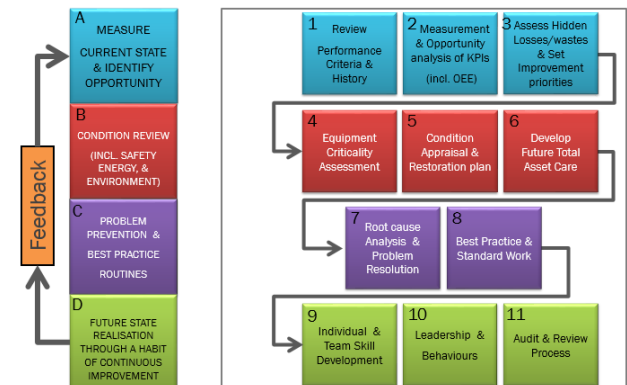 A
MEASURE
CURRENT STATE
& IDENTIFY
OPPORTUNITY
B
CONDITION REVIEW
(INCL. SAFETY
ENERGY, &
ENVIRONMENT)
C
PROBLEM
PREVENTION &
BEST PRACTICE
ROUTINES
D
FUTURE STATE
REALISATION
THROUGH A HABIT
OF CONTINUOUS
IMPROVEMENT
Feedback
1
Review
Performance
Criteria &
History
2
Measurement
& Opportunity
analysis of KPIs
(incl. OEE)
3
Assess Hidden
Losses/wastes
& Set
Improvement
priorities
4
Equipment
Criticality
Assessment
5
Condition
Appraisal &
Restoration plan
6
Develop
Future Total
Asset Care
7
Root cause
Analysis &
Problem
Resolution
8
Best Practice &
Standard Work
9
Individual &
Team Skill
Development
10
Leadership &
Behaviours
11
Audit & Review
Process